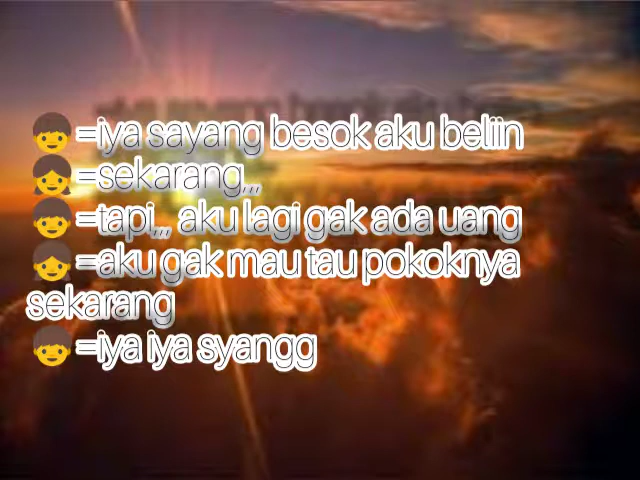 👦=iya sayang besok aku beliin
👧=sekarang,,,
👦=tapi,,, aku lagi gak ada uang
👧=aku gak mau tau pokoknya
sekarang
👦=iya iya syangg